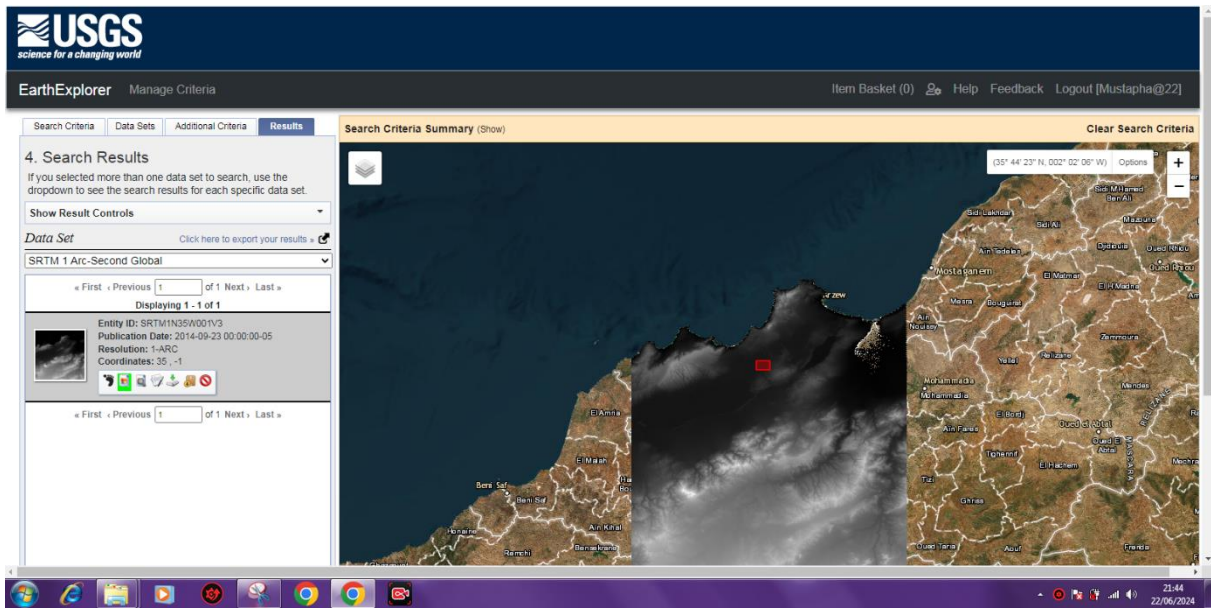 USGS
science for a changing world
EarthExplorer Manage Criteria Item Basket (0) Help Feedback Logout [Mustapha@22]
Search Criteria Data Sets Additional Criteria Results
4. Search Results
If you selected more than one data set to search, use the
dropdown to see the search results for each specific data set.
Show Result Controls
Data Set Click here to export your results »
SRTM 1 Arc-Second Global
« First ‹ Previous 1 of 1 Next › Last »
Displaying 1 - 1 of 1
Entity ID: SRTM1N35W001V3
Publication Date: 2014-09-23 00:00:00-05
Resolution: 1-ARC
Coordinates: 35 , -1
« First ‹ Previous 1 of 1 Next › Last »
Search Criteria Summary (Show) Clear Search Criteria
(35° 44' 23" N, 002° 02' 06" W) Options
+
−
Sidi M'Hamed
Ben Ali
Sidi Lakhdar
Sidi Ali
Mazouna
Ain Tedeles
Djidiouia
Oued Rhiou
Oued Rhiou
Mostaganem
El Matmar
El H'Madna
Am
rzew
Mesra
Bouguirat
Ain
Nouissy
Zemmoura
Yellel
Relizane
Mohammadia
Mohammadia
Mendes
RELIZANE
El Amria
El Bordj
Oued el Abtal
Ain Fares
Oued El
Abtal
MASCARA
Tighennif
El Hachem
Mechra
El Malah
Tizi
Ha
Bo
Beni Saf
Beni Saf
Ghriss
Ain Kihal
Honaine
Bensekrane
Remchi
Oued Taria
Aouf
Frenda
21:44
22/06/2024